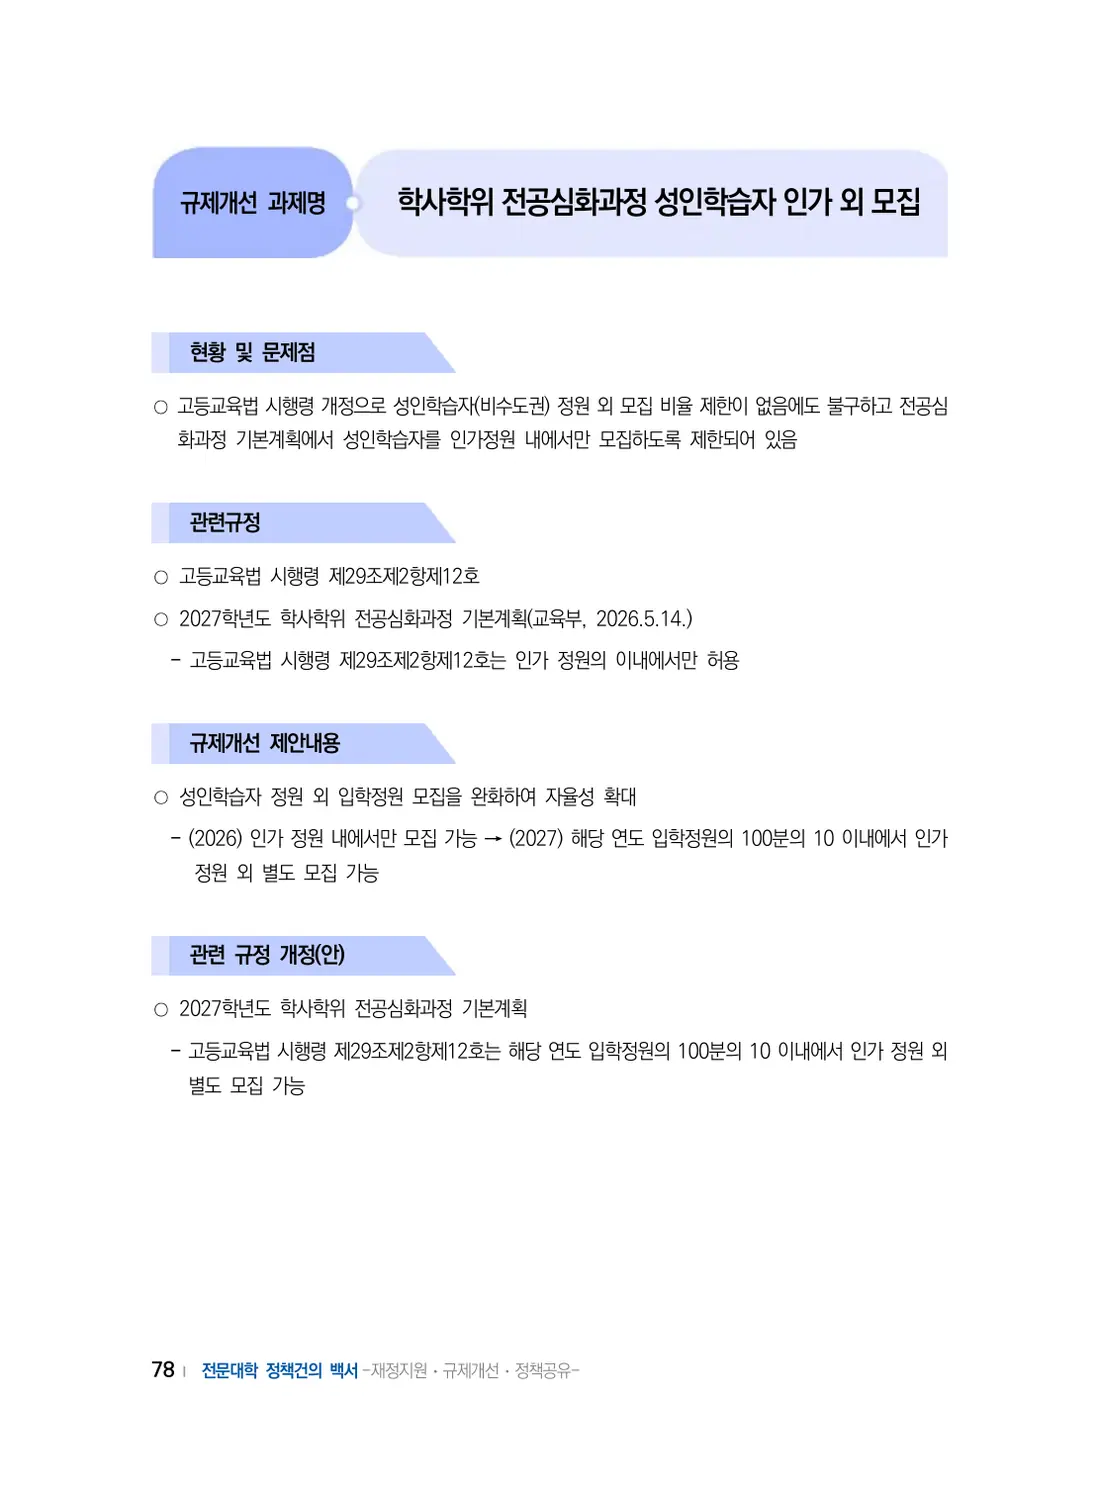 규제개선 과제명
학사학위 전공심화과정 성인학습자 인가 외 모집
현황 및 문제점
○ 고등교육법 시행령 개정으로 성인학습자(비수도권) 정원 외 모집 비율 제한이 없음에도 불구하고 전공심
화과정 기본계획에서 성인학습자를 인가정원 내에서만 모집하도록 제한되어 있음
관련규정
○ 고등교육법 시행령 제29조제2항제12호
○ 2027학년도 학사학위 전공심화과정 기본계획(교육부, 2026.5.14.)
- 고등교육법 시행령 제29조제2항제12호는 인가 정원의 이내에서만 허용
규제개선 제안내용
○ 성인학습자 정원 외 입학정원 모집을 완화하여 자율성 확대
- (2026) 인가 정원 내에서만 모집 가능 → (2027) 해당 연도 입학정원의 100분의 10 이내에서 인가
정원 외 별도 모집 가능
관련 규정 개정(안)
○ 2027학년도 학사학위 전공심화과정 기본계획
- 고등교육법 시행령 제29조제2항제12호는 해당 연도 입학정원의 100분의 10 이내에서 인가 정원 외
별도 모집 가능
78 | 전문대학 정책건의 백서 -재정지원·규제개선·정책공유-